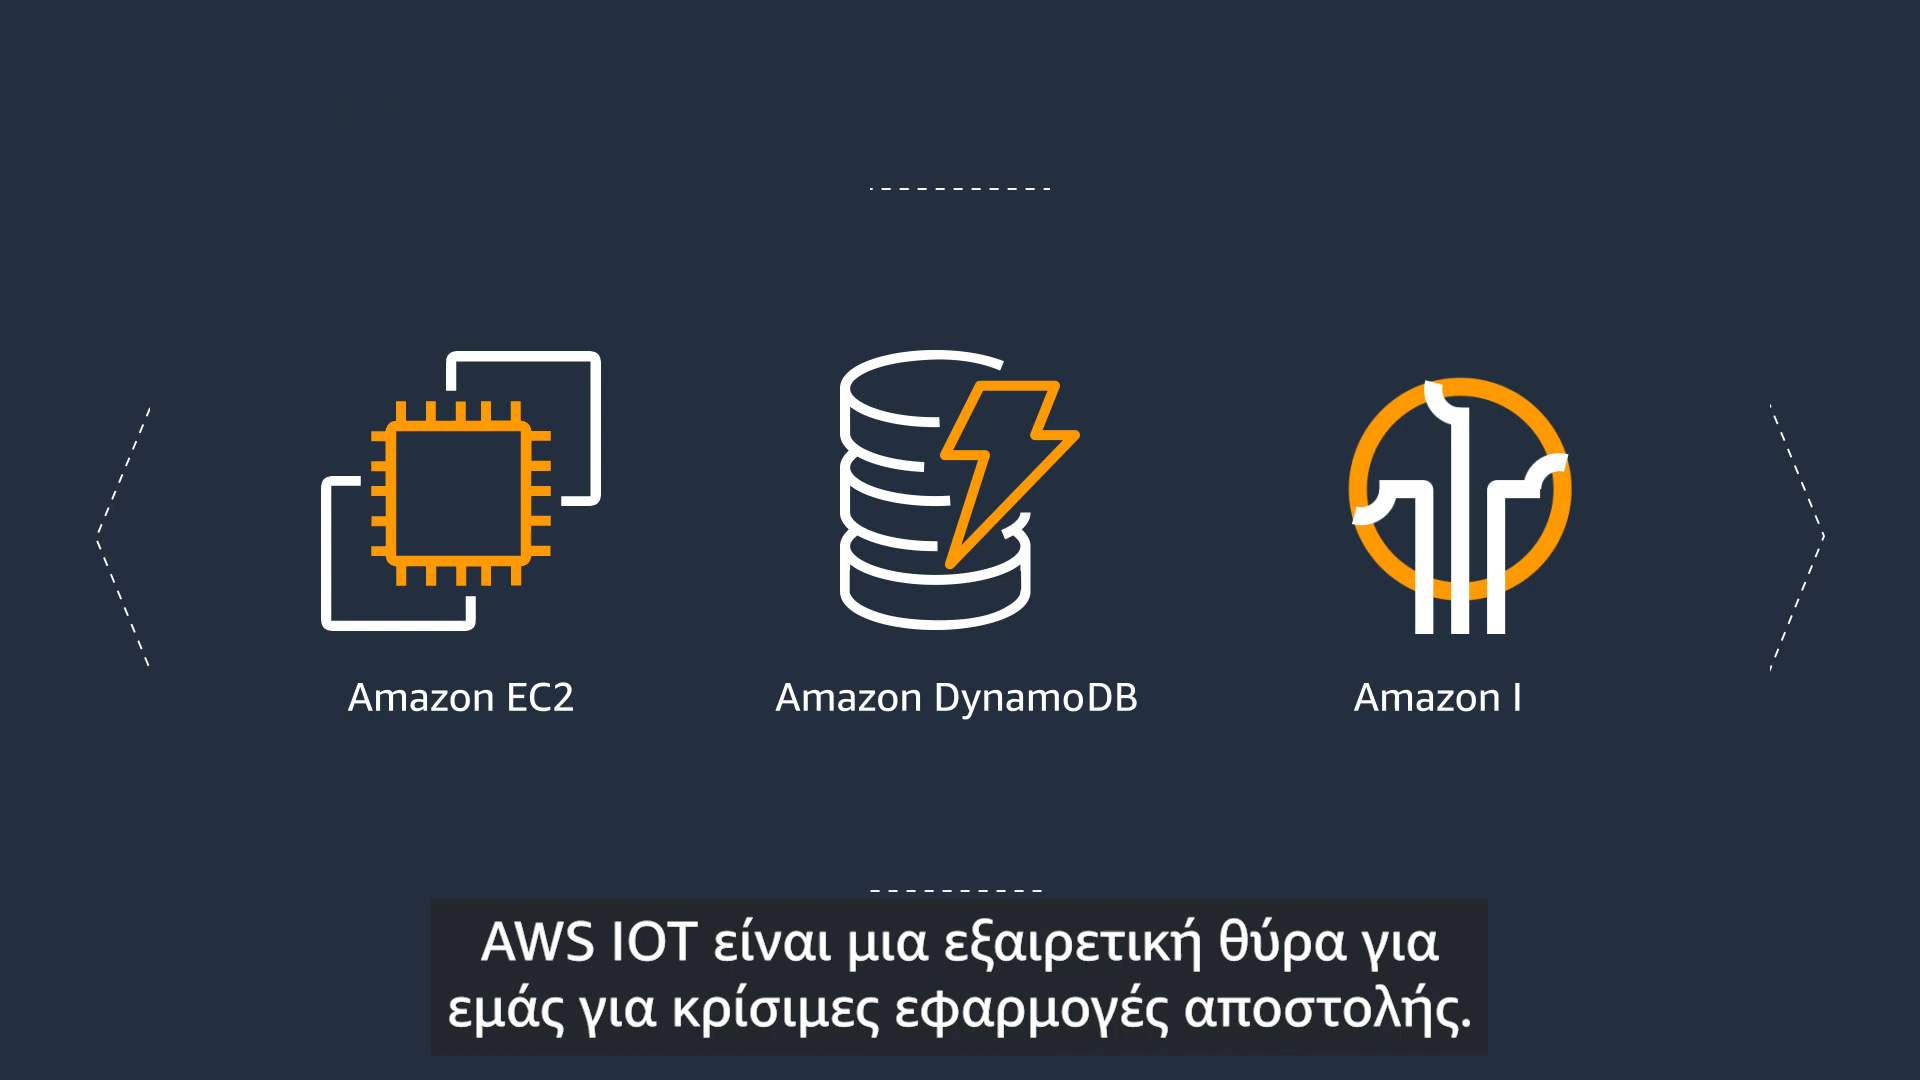 Amazon EC2
Amazon DynamoDB
Amazon I
AWS IOT είναι μια εξαιρετική θύρα για
εμάς για κρίσιμες εφαρμογές αποστολής.